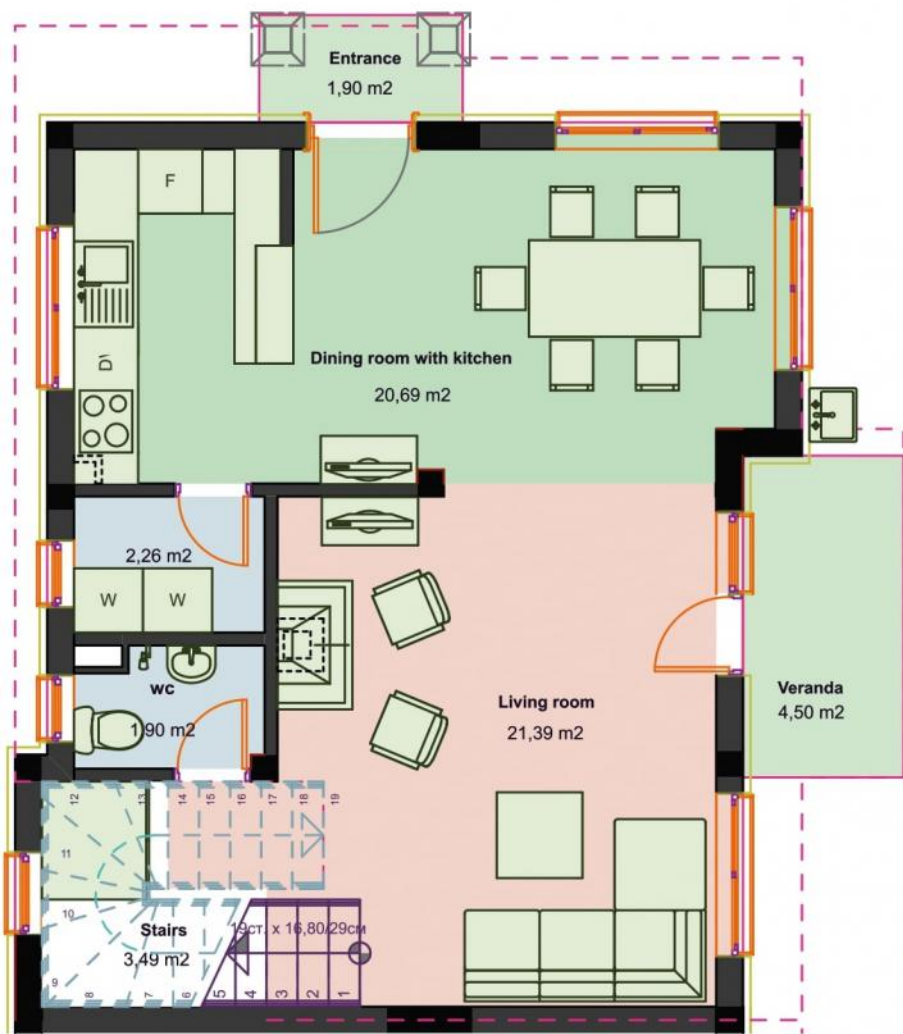 Entrance
1,90 m2
F
Dining room with kitchen
20,69 m2
D\
2,26 m2
W
W
wc
1,90 m2
Living room
21,39 m2
Veranda
4,50 m2
12
13
14
15
16
17
18
19
11
10
Stairs
3,49 m2
19ст. x 16,80/29см
9
8
7
6
5
4
3
2
1